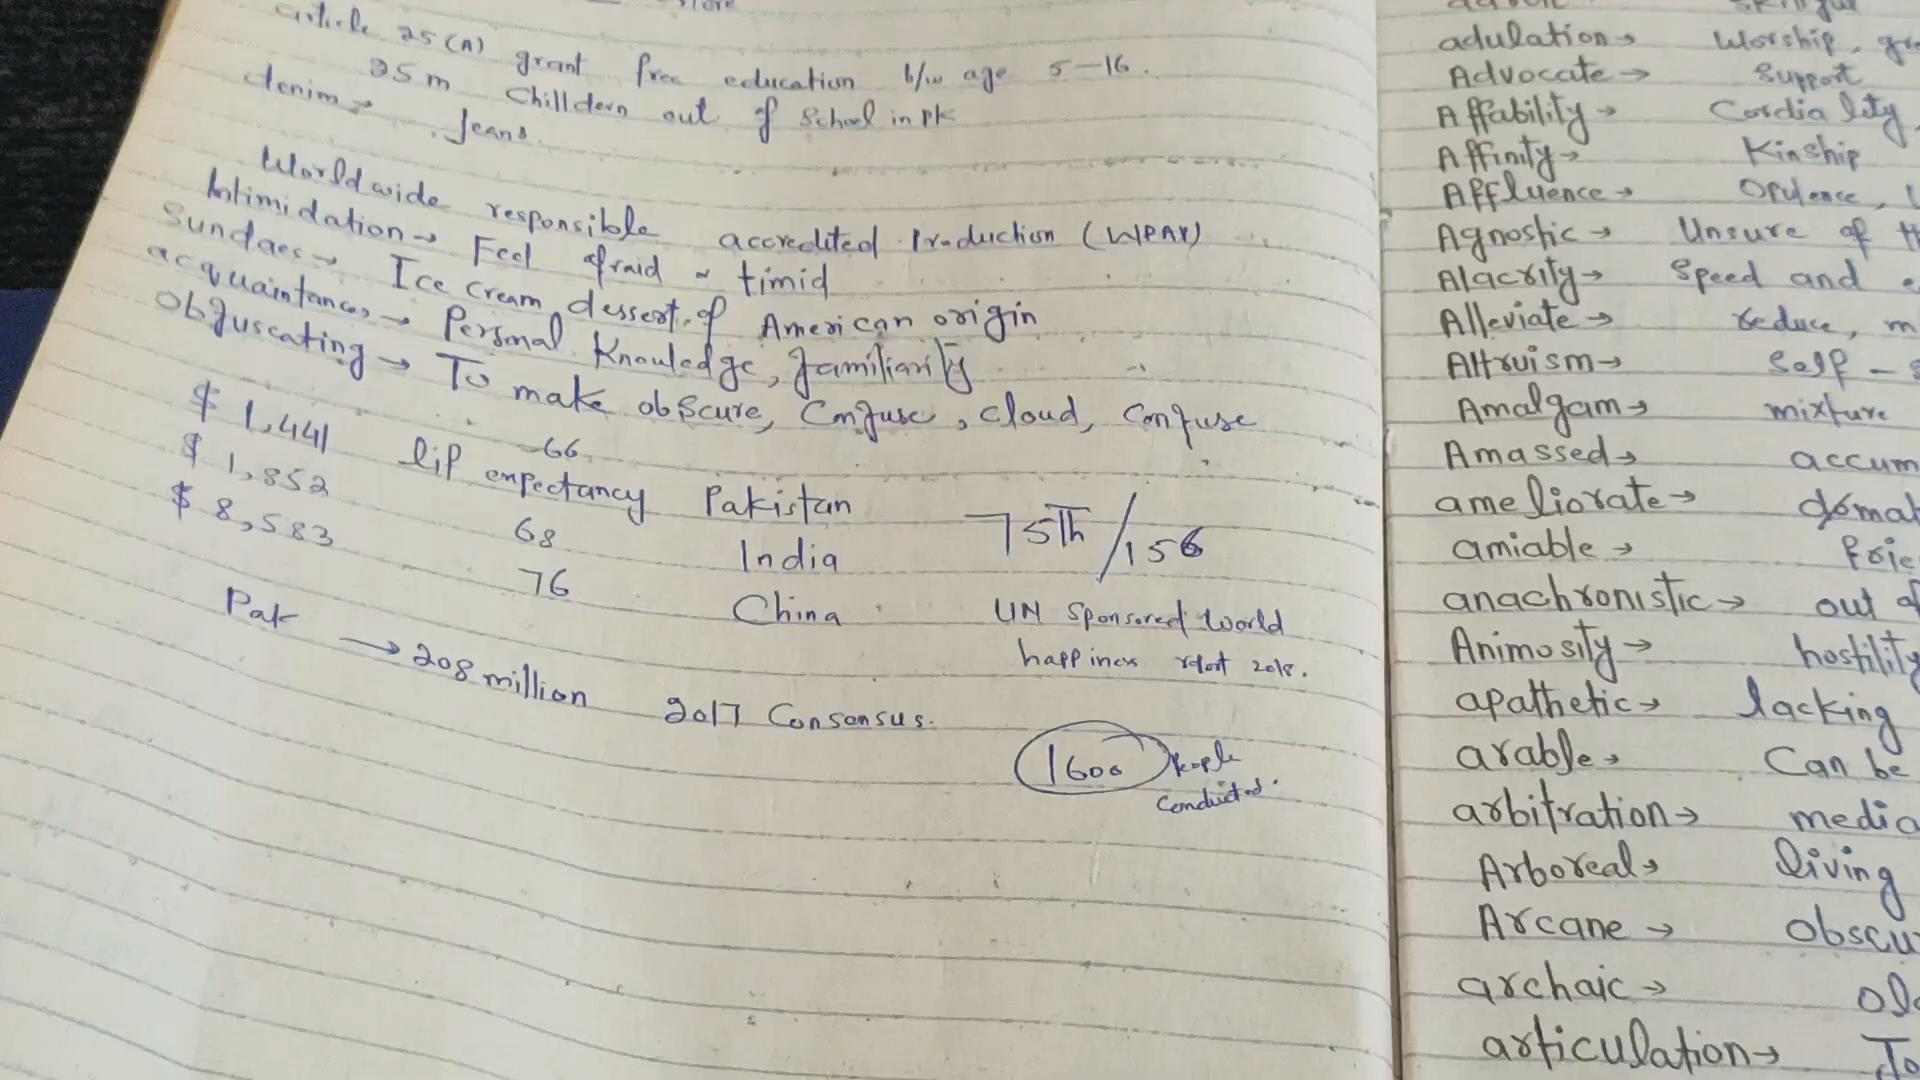 article 25(A) grant free education b/w age 5-16.
25 m Chilldern out of School in PK
denim → Jeans.
Worldwide responsible accredited Production (WRAP)
Intimidation → Feel afraid or timid
Sundaes → Ice cream dessert of American origin
acquaintances → Personal Knowledge, familiarity
Obfuscating → To make obscure, Confuse, cloud, Confuse
$ 1,441 66
lif expectancy Pakistan
$ 1,852 68 India
$ 8,583 76 China
75Th/156
UN Sponsored World
happiness report 2018.
Pak → 208 million 2017 Consensus.
1600 People
Conducted.
adulation → Worship,
Advocate → Support
Affability → Cordiality,
Affinity → Kinship
Affluence → Opulence,
Agnostic → Unsure of
Alacrity → Speed and
Alleviate → reduce,
Altruism → Self -
Amalgam → mixture
Amassed → accum
ameliorate →
amiable → frie
anachronistic → out of
Animosity → hostility
apathetic → lacking
arable → Can be
arbitration → media
Arboreal → living
Arcane → Obscu
archaic → old
articulation → To